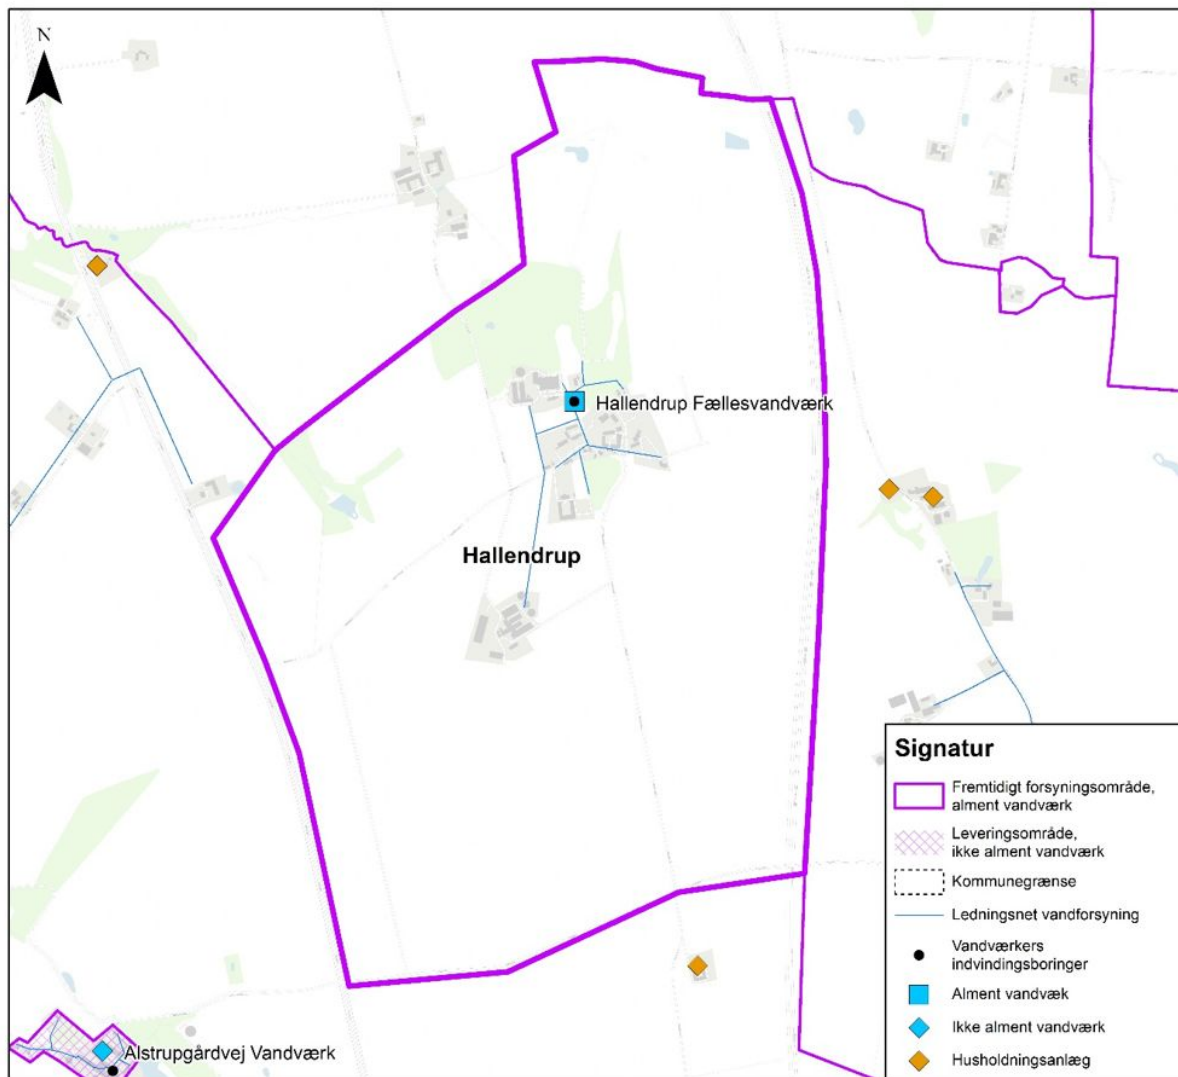 N
Hallendrup Fællesvandværk
Hallendrup
Alstrupgårdvej Vandværk
Signatur
Fremtidigt forsyningsområde,
alment vandværk
Leveringsområde,
ikke alment vandværk
Kommunegrænse
Ledningsnet vandforsyning
Vandværkers
indvindingsboringer
Alment vandvæk
Ikke alment vandværk
Husholdningsanlæg